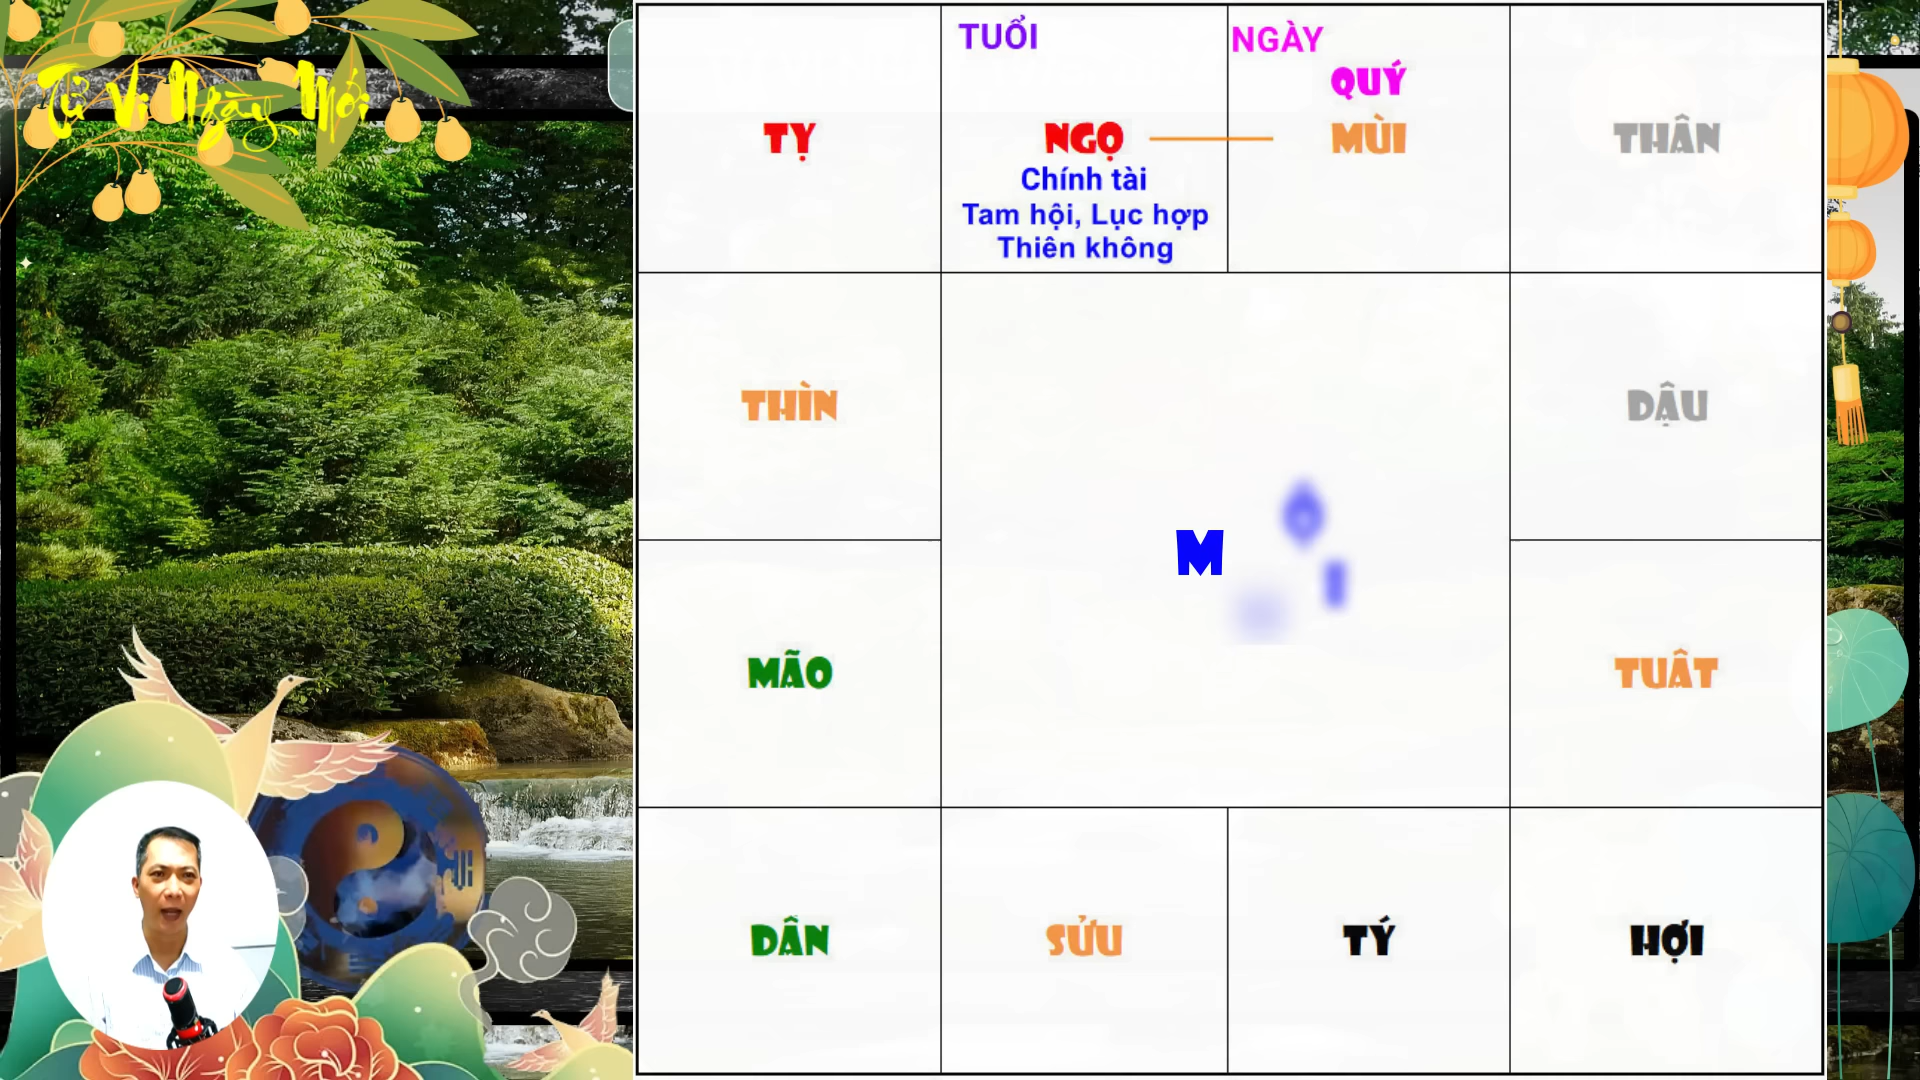 Tử Vi Ngày Mới
TUỔI
NGÀY
QUÝ
TỴ
NGỌ
MÙI
THÂN
Chính tài
Tam hội, Lục hợp
Thiên không
THÌN
DẬU
M
MÃO
TUẤT
DẦN
SỬU
TÝ
HỢI